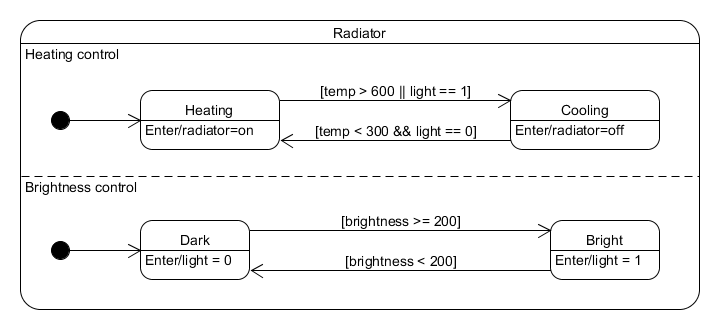 Radiator
Heating control
[temp > 600 || light == 1]
Heating
Cooling
Enter/radiator=on
[temp < 300 && light == 0]
Enter/radiator=off
Brightness control
[brightness >= 200]
Dark
Bright
Enter/light = 0
[brightness < 200]
Enter/light = 1